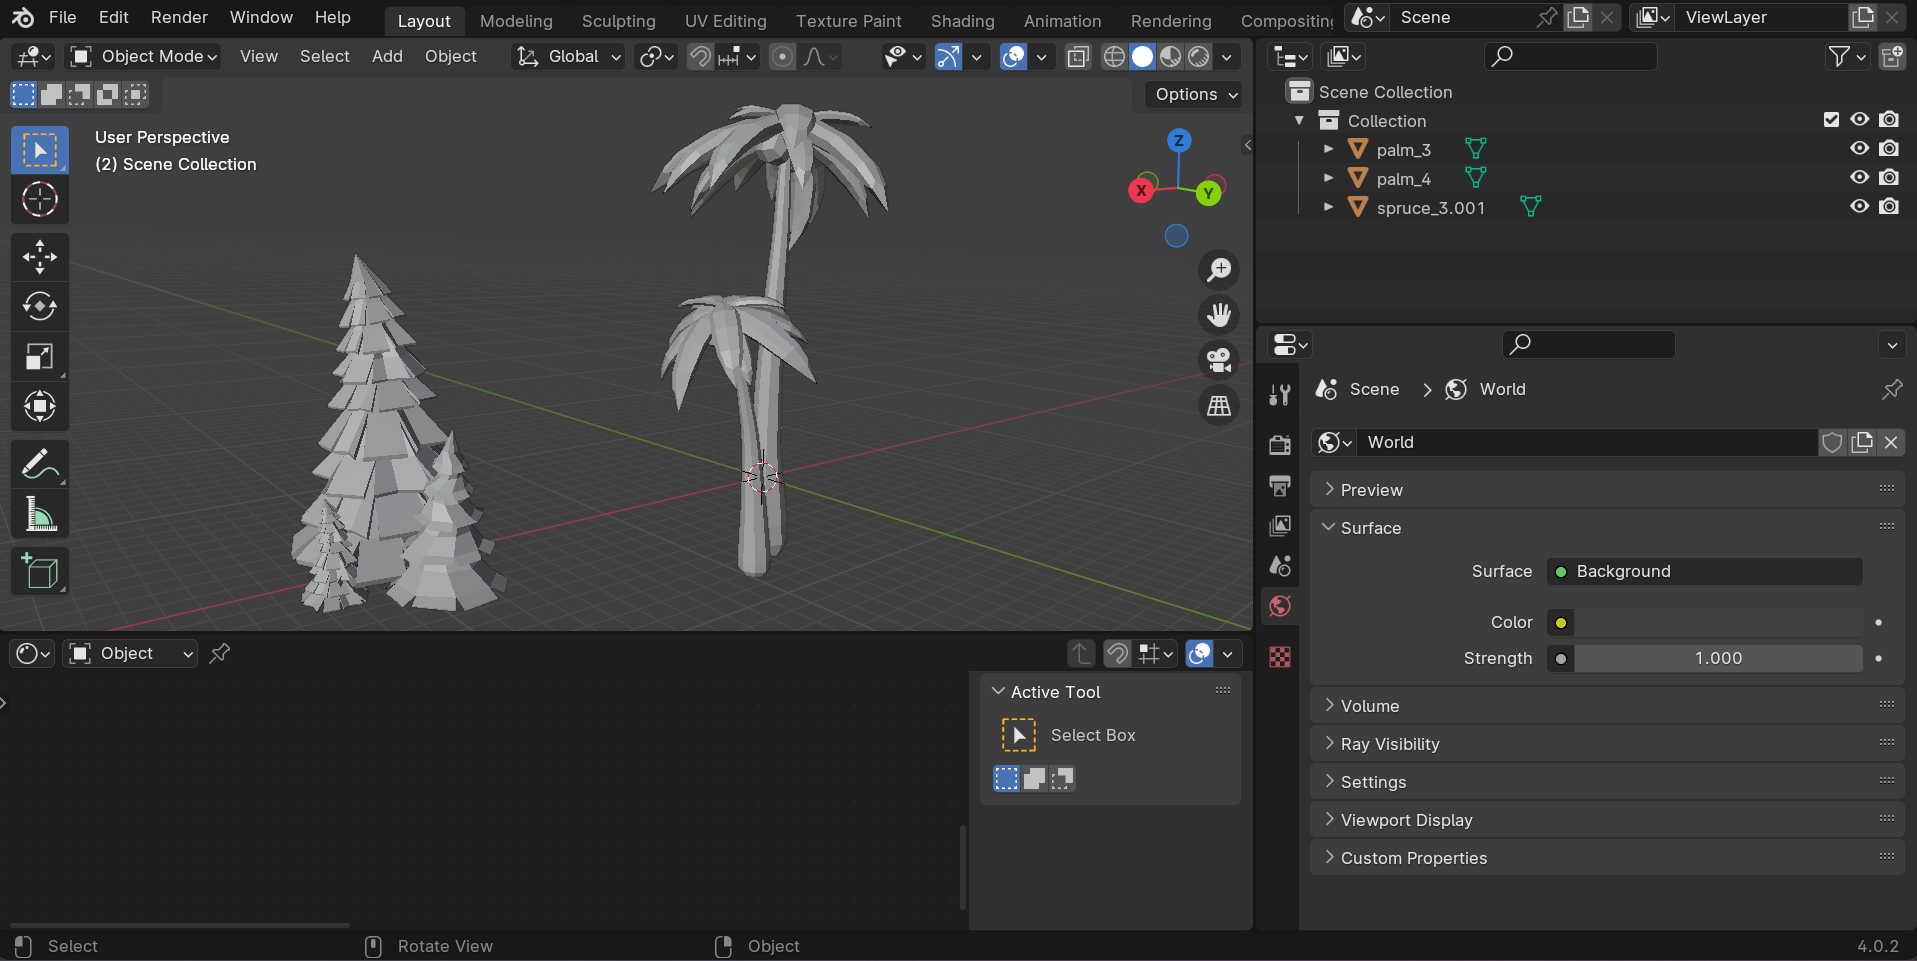 File Edit Render Window Help Layout Modeling Sculpting UV Editing Texture Paint Shading Animation Rendering Compositing Scene ViewLayer
Object Mode View Select Add Object Global
Options
User Perspective
(2) Scene Collection
Z
X
Y
Scene Collection
Collection
palm_3
palm_4
spruce_3.001
Scene World
World
Preview
Surface
Surface Background
Color
Strength 1.000
Volume
Ray Visibility
Settings
Viewport Display
Custom Properties
Object
Active Tool
Select Box
Select Rotate View Object 4.0.2